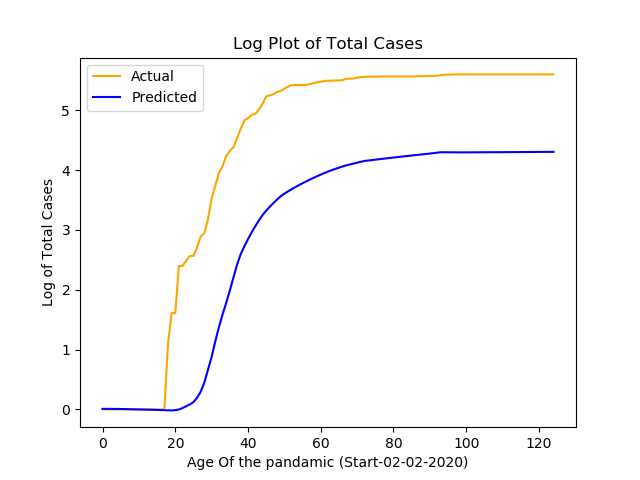 Log Plot of Total Cases
Actual
Predicted
5
4
3
2
1
0
Log of Total Cases
0 20 40 60 80 100 120
Age Of the pandamic (Start-02-02-2020)